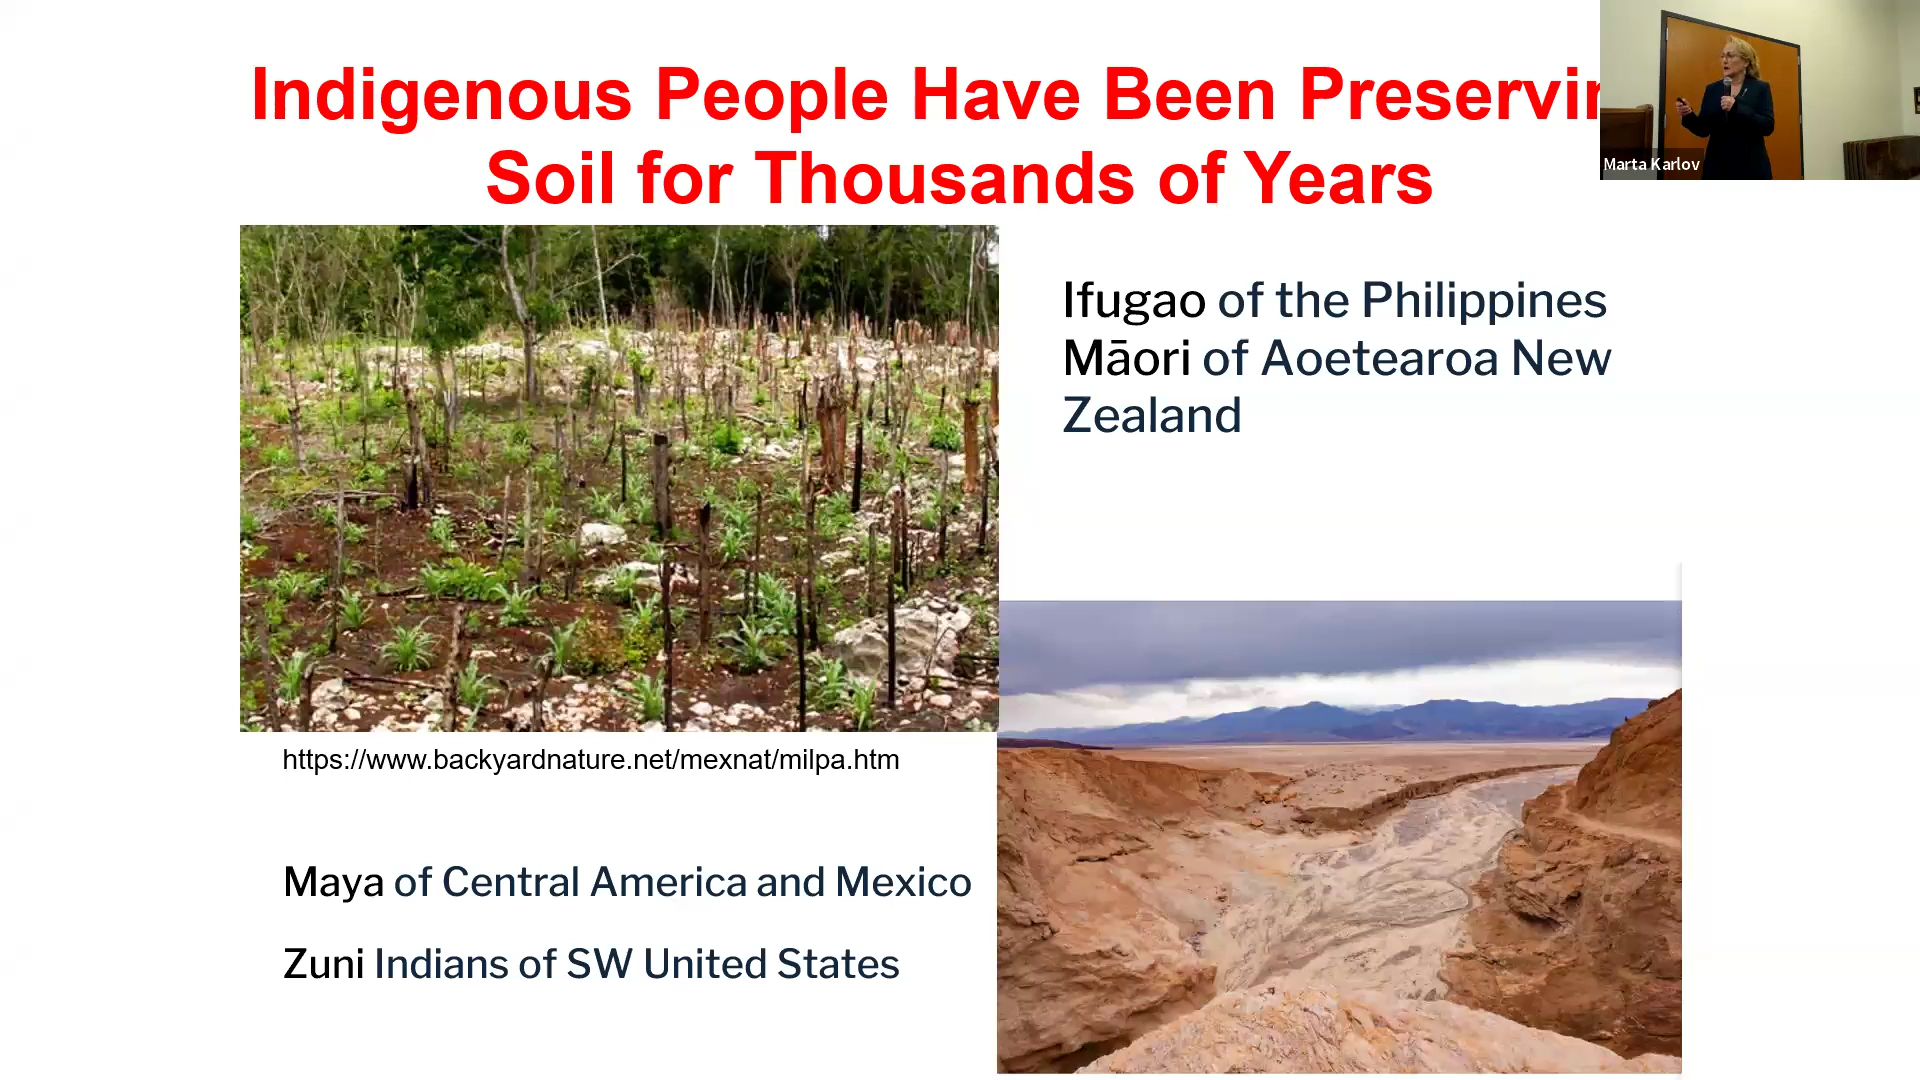 Indigenous People Have Been Preservin
Soil for Thousands of Years
Marta Karlov
Ifugao of the Philippines
Māori of Aoetearoa New
Zealand
https://www.backyardnature.net/mexnat/milpa.htm
Maya of Central America and Mexico
Zuni Indians of SW United States